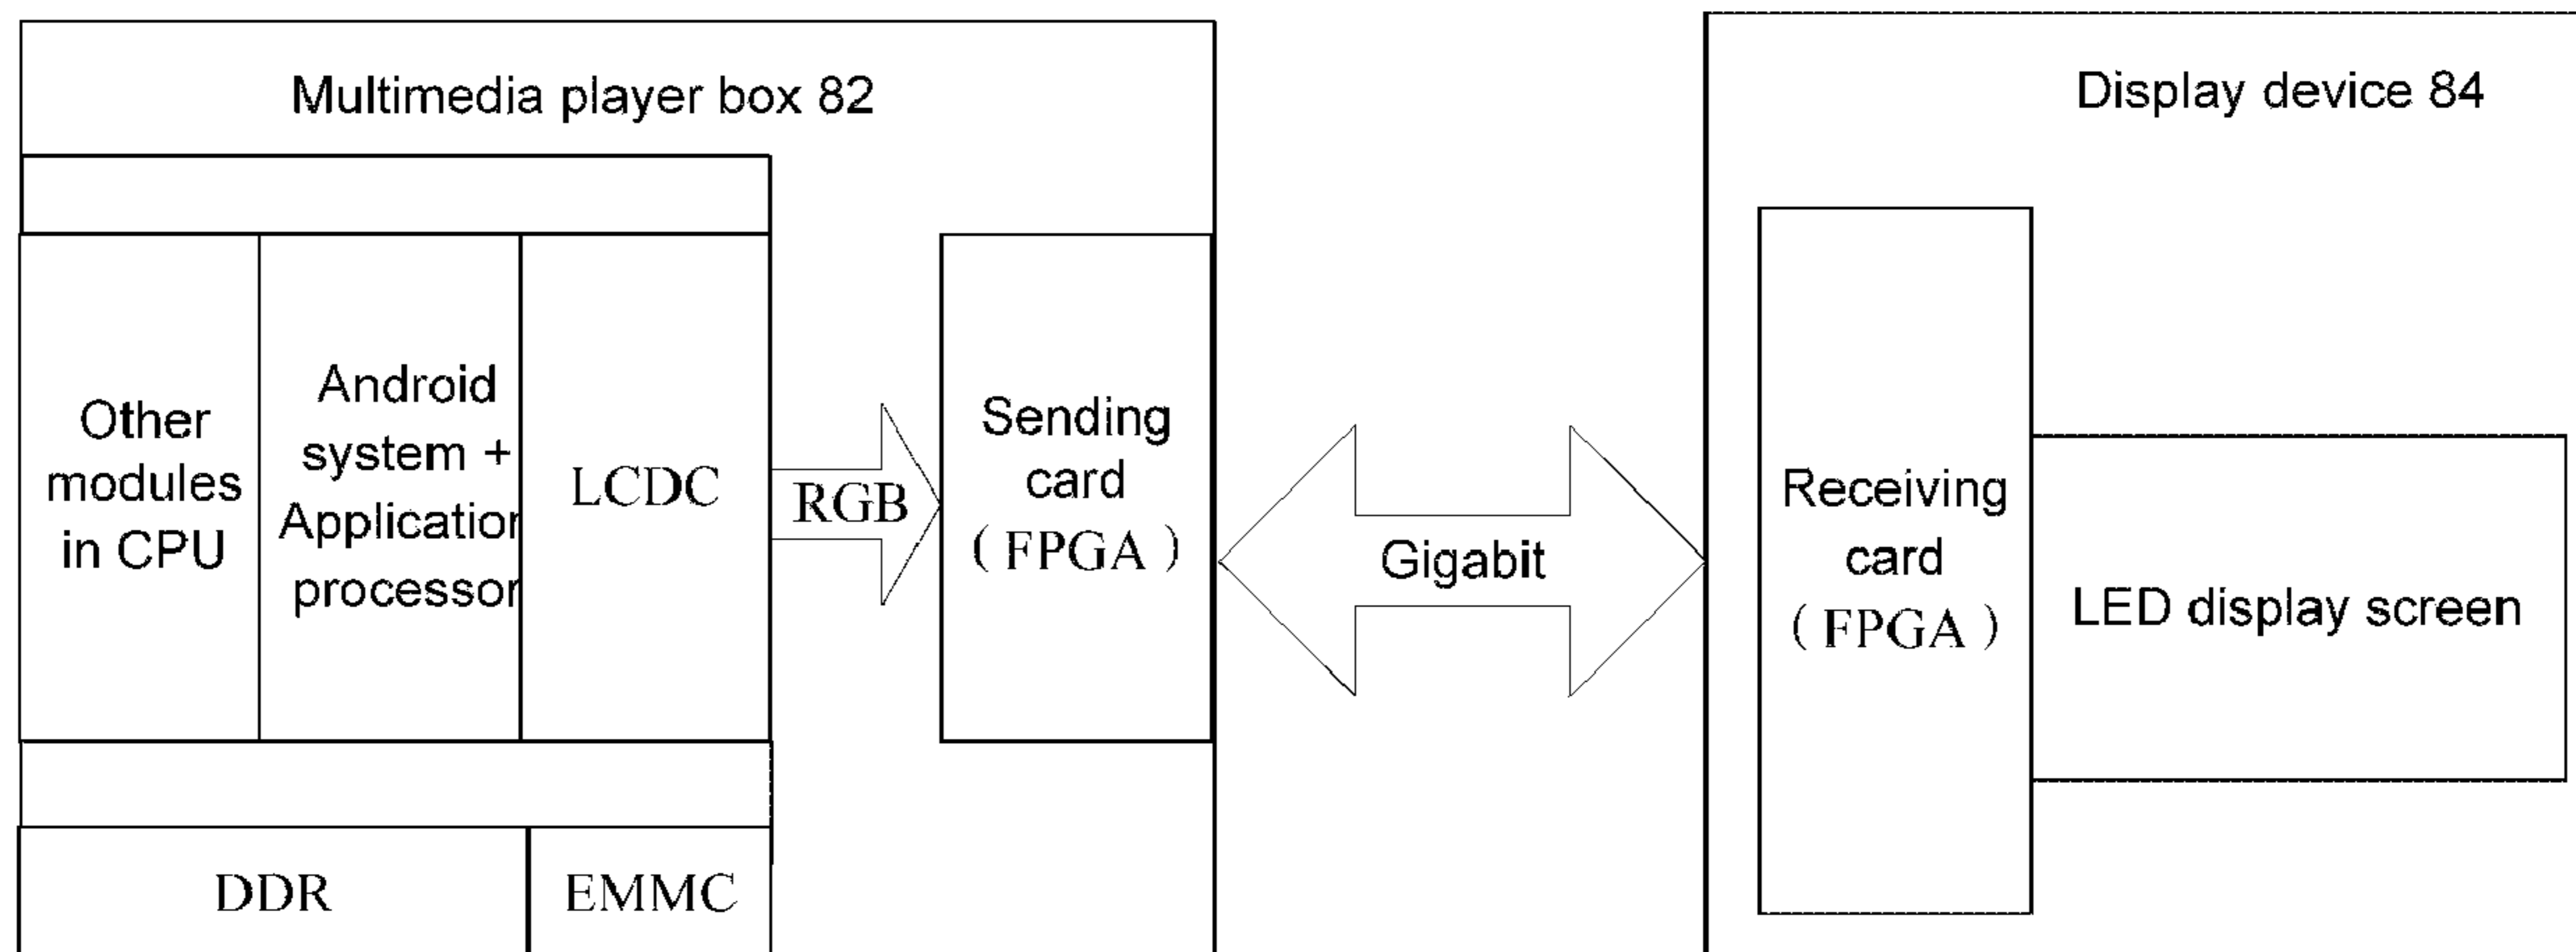 Multimedia player box 82
Display device 84
Other
modules
in CPU
Android
system +
Application
processor
LCDC
RGB
Sending
card
( FPGA )
Gigabit
Receiving
card
( FPGA )
LED display screen
DDR
EMMC